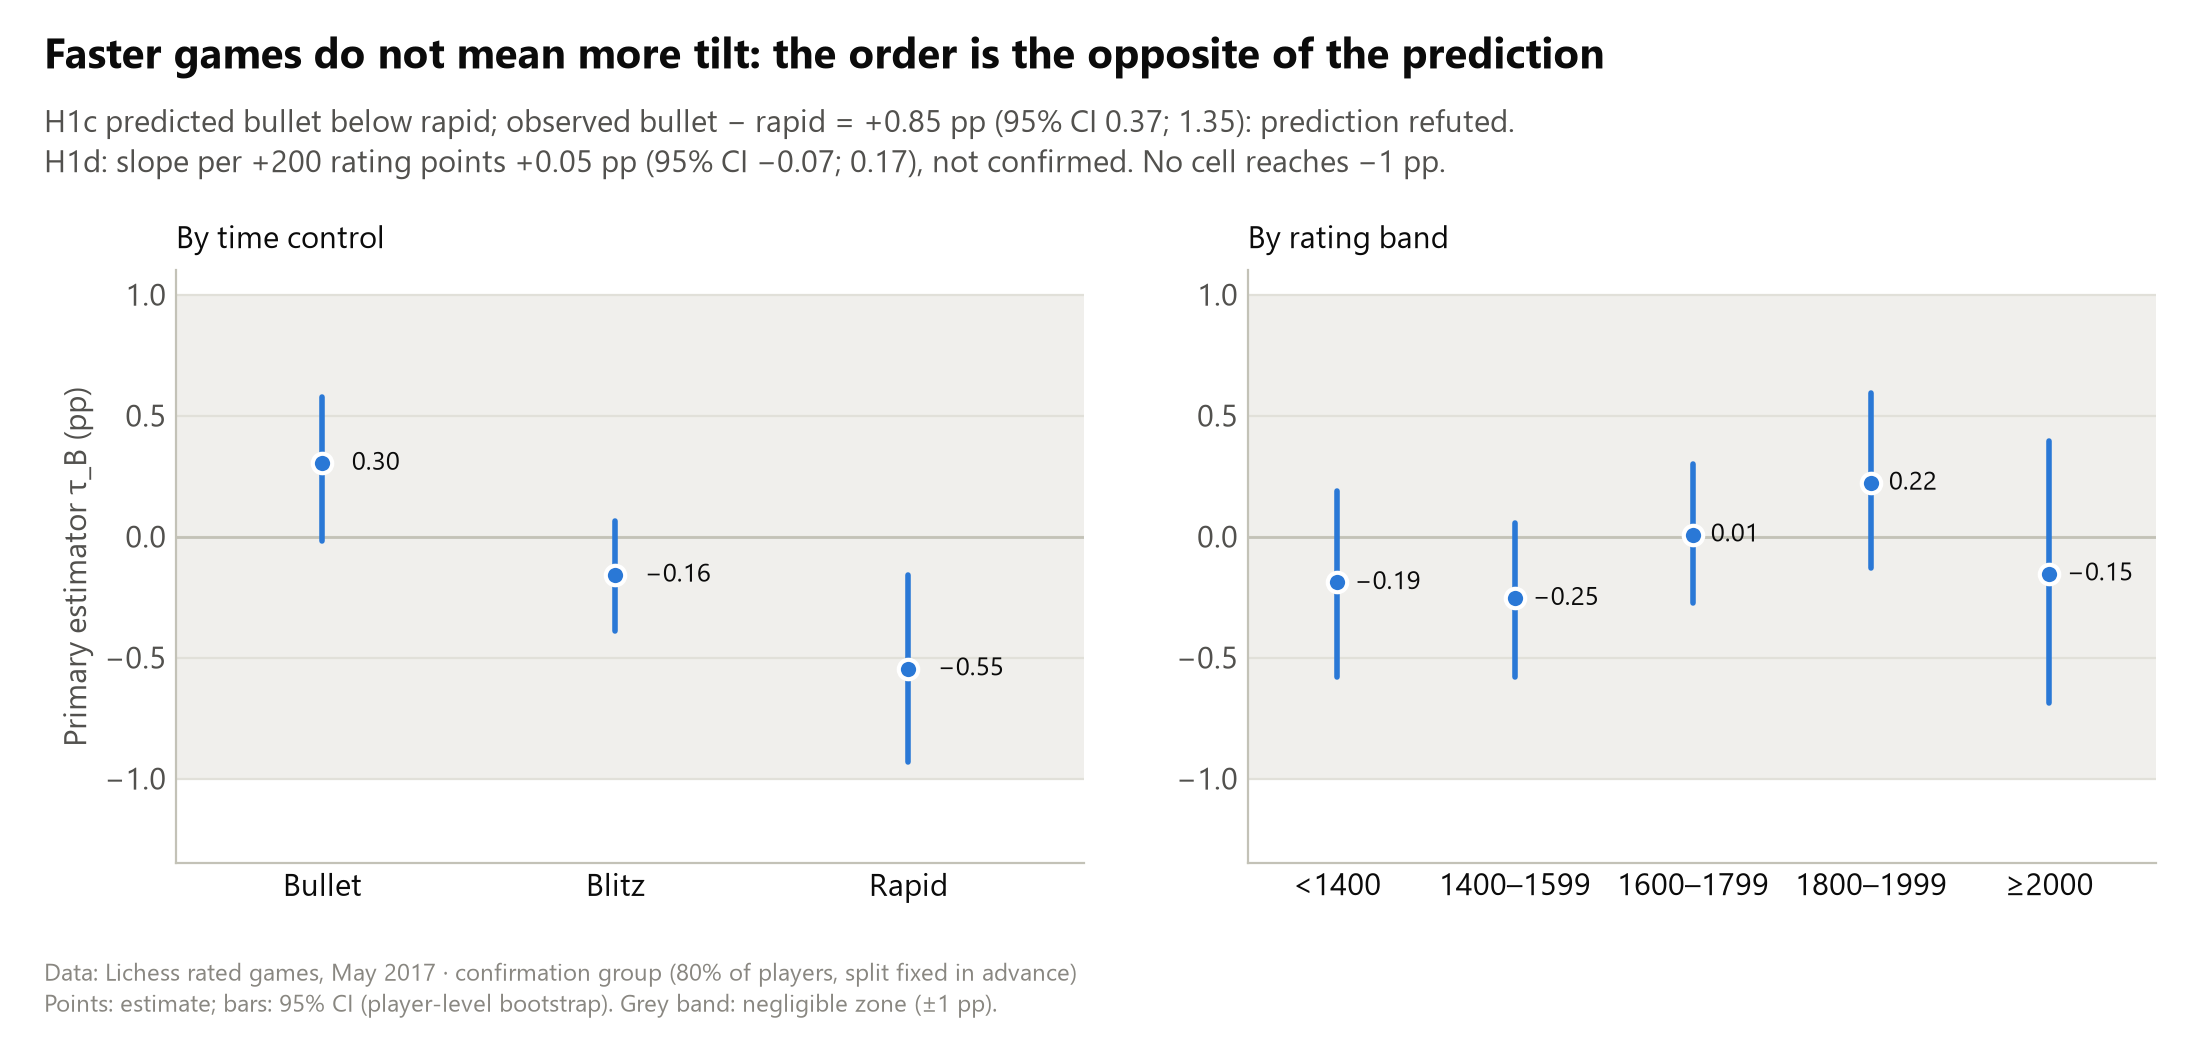 Faster games do not mean more tilt: the order is the opposite of the prediction
H1c predicted bullet below rapid; observed bullet − rapid = +0.85 pp (95% CI 0.37; 1.35): prediction refuted.
H1d: slope per +200 rating points +0.05 pp (95% CI −0.07; 0.17), not confirmed. No cell reaches −1 pp.
By time control
Primary estimator τ_B (pp)
1.0
0.5
0.0
−0.5
−1.0
0.30
−0.16
−0.55
Bullet
Blitz
Rapid
By rating band
1.0
0.5
0.0
−0.5
−1.0
−0.19
−0.25
0.01
0.22
−0.15
<1400
1400–1599
1600–1799
1800–1999
≥2000
Data: Lichess rated games, May 2017 · confirmation group (80% of players, split fixed in advance)
Points: estimate; bars: 95% CI (player-level bootstrap). Grey band: negligible zone (±1 pp).